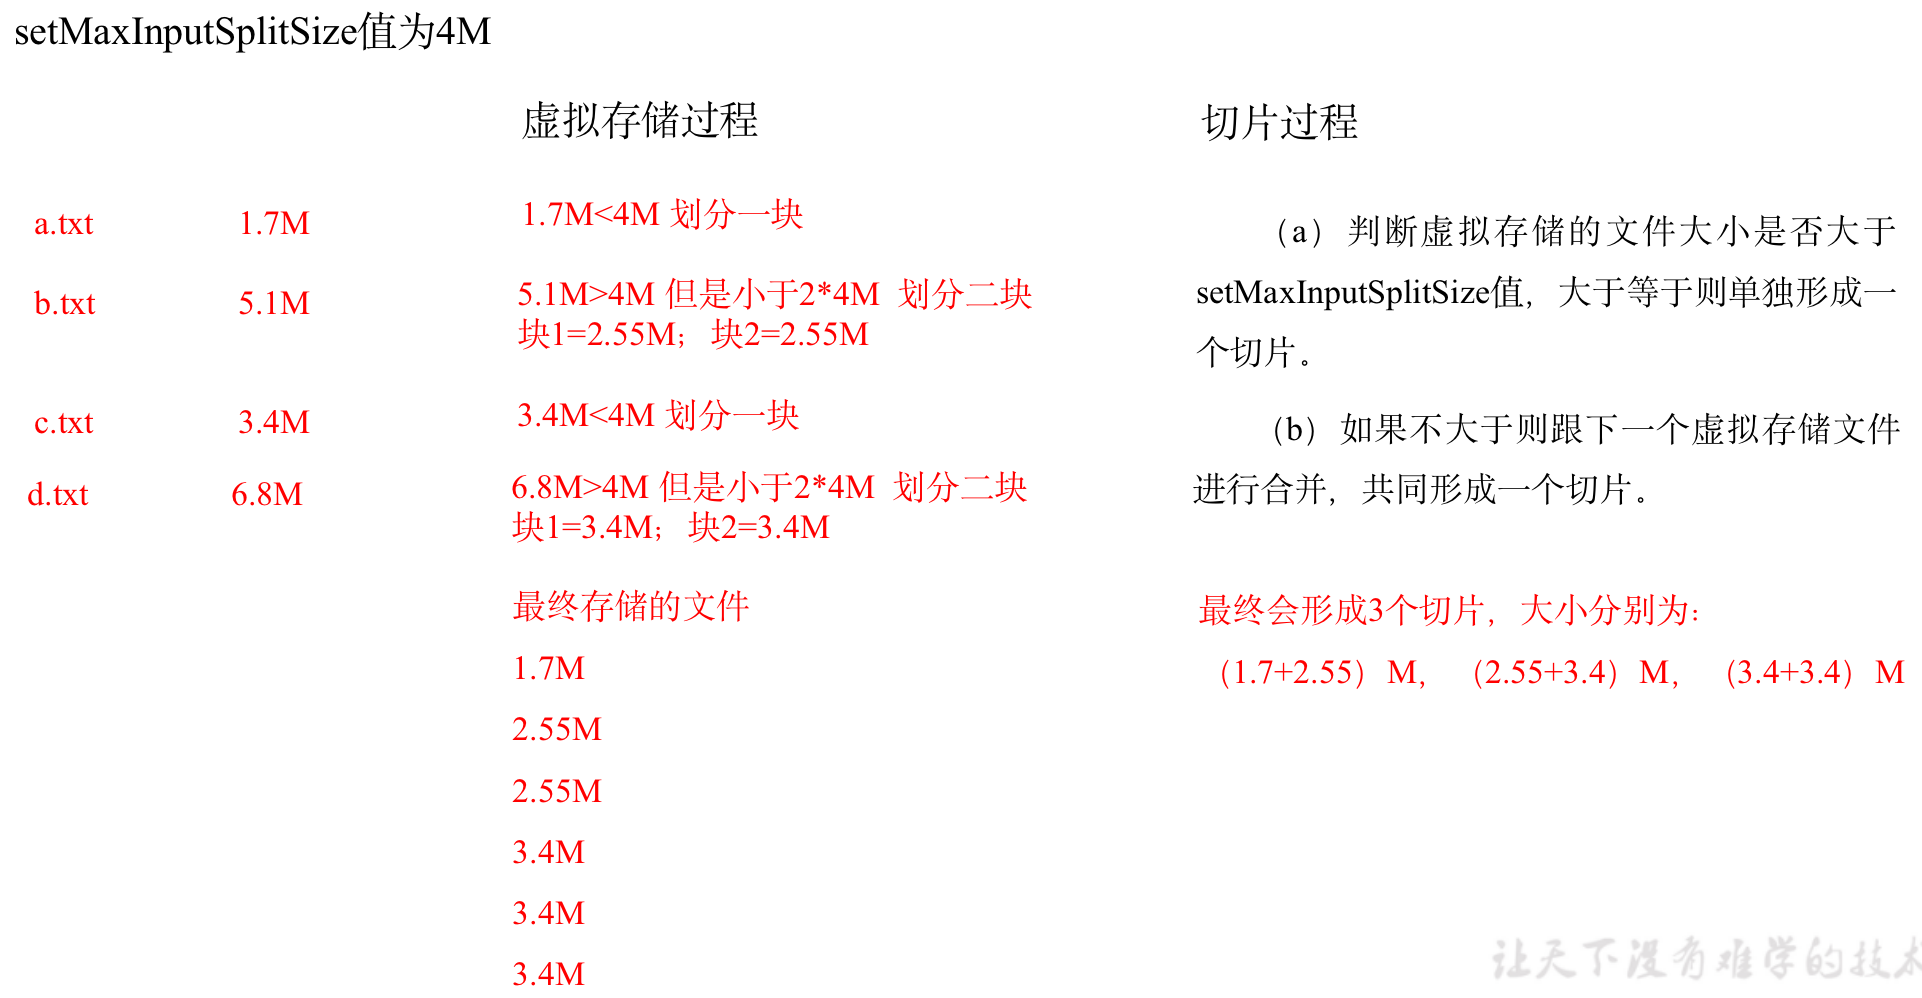 setMaxInputSplitSize值为4M
虚拟存储过程
切片过程
a.txt 1.7M 1.7M<4M 划分一块
b.txt 5.1M 5.1M>4M 但是小于2*4M 划分二块
块1=2.55M；块2=2.55M
c.txt 3.4M 3.4M<4M 划分一块
d.txt 6.8M 6.8M>4M 但是小于2*4M 划分二块
块1=3.4M；块2=3.4M
最终存储的文件
1.7M
2.55M
2.55M
3.4M
3.4M
3.4M
（a）判断虚拟存储的文件大小是否大于
setMaxInputSplitSize值，大于等于则单独形成一
个切片。
（b）如果不大于则跟下一个虚拟存储文件
进行合并，共同形成一个切片。
最终会形成3个切片，大小分别为：
（1.7+2.55）M，（2.55+3.4）M，（3.4+3.4）M
让天下没有难学的技术